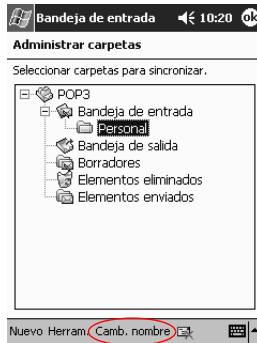 Bandeja de entrada 10:20 ok
Administrar carpetas
Seleccionar carpetas para sincronizar.
POP3
Bandeja de entrada
Personal
Bandeja de salida
Borradores
Elementos eliminados
Elementos enviados
Nuevo Herram. Camb. nombre